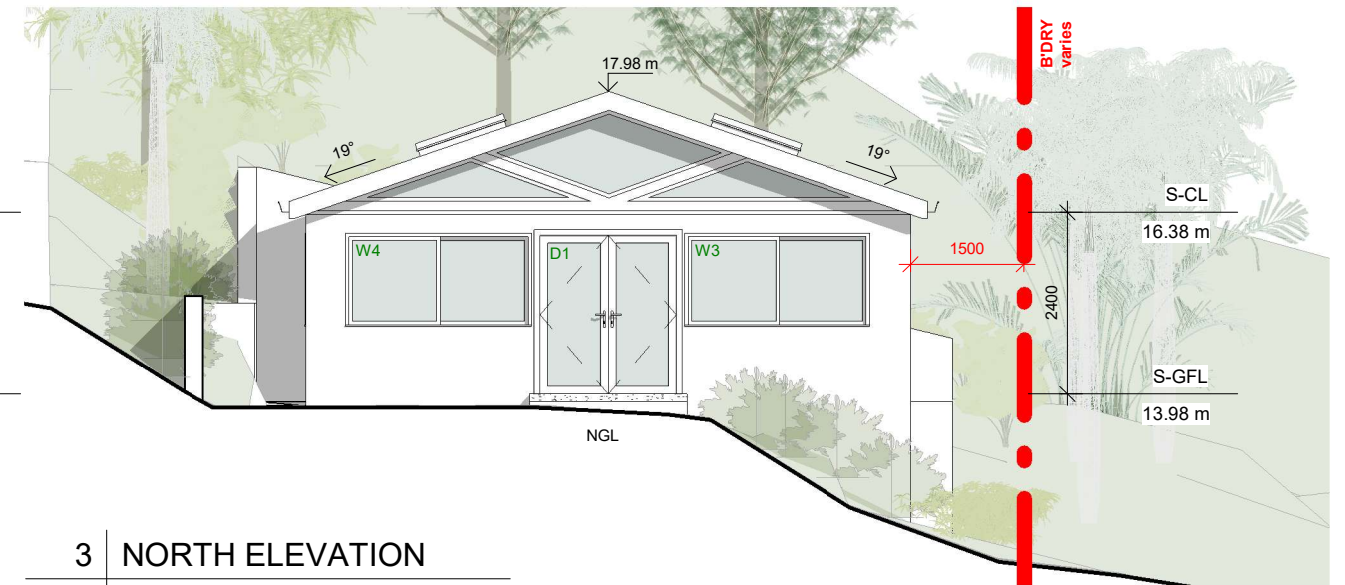 17.98 m
B'DRY
varies
19°
19°
S-CL
16.38 m
W4
D1
W3
1500
2400
S-GFL
13.98 m
NGL
3 NORTH ELEVATION